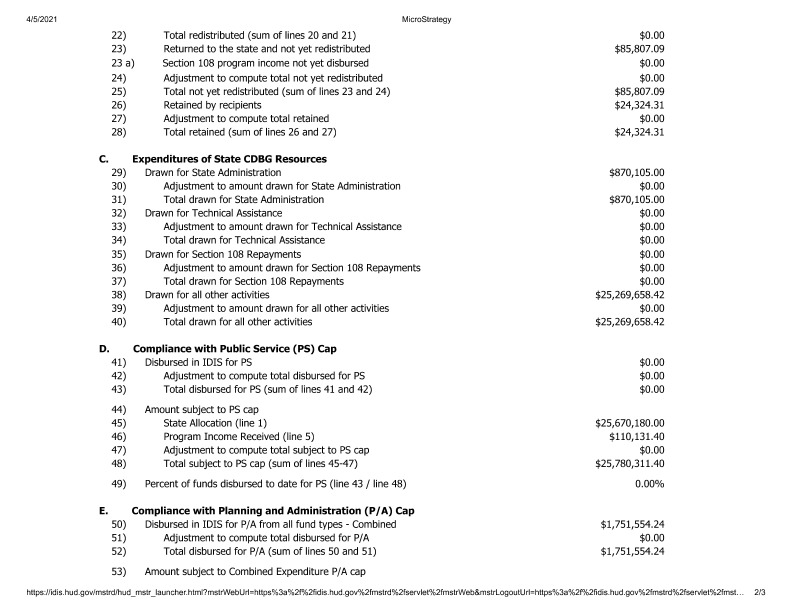 4/5/2021 MicroStrategy
22) Total redistributed (sum of lines 20 and 21) $0.00
23) Returned to the state and not yet redistributed $85,807.09
23 a) Section 108 program income not yet disbursed $0.00
24) Adjustment to compute total not yet redistributed $0.00
25) Total not yet redistributed (sum of lines 23 and 24) $85,807.09
26) Retained by recipients $24,324.31
27) Adjustment to compute total retained $0.00
28) Total retained (sum of lines 26 and 27) $24,324.31
C. Expenditures of State CDBG Resources
29) Drawn for State Administration $870,105.00
30) Adjustment to amount drawn for State Administration $0.00
31) Total drawn for State Administration $870,105.00
32) Drawn for Technical Assistance $0.00
33) Adjustment to amount drawn for Technical Assistance $0.00
34) Total drawn for Technical Assistance $0.00
35) Drawn for Section 108 Repayments $0.00
36) Adjustment to amount drawn for Section 108 Repayments $0.00
37) Total drawn for Section 108 Repayments $0.00
38) Drawn for all other activities $25,269,658.42
39) Adjustment to amount drawn for all other activities $0.00
40) Total drawn for all other activities $25,269,658.42
D. Compliance with Public Service (PS) Cap
41) Disbursed in IDIS for PS $0.00
42) Adjustment to compute total disbursed for PS $0.00
43) Total disbursed for PS (sum of lines 41 and 42) $0.00
44) Amount subject to PS cap
45) State Allocation (line 1) $25,670,180.00
46) Program Income Received (line 5) $110,131.40
47) Adjustment to compute total subject to PS cap $0.00
48) Total subject to PS cap (sum of lines 45-47) $25,780,311.40
49) Percent of funds disbursed to date for PS (line 43 / line 48) 0.00%
E. Compliance with Planning and Administration (P/A) Cap
50) Disbursed in IDIS for P/A from all fund types - Combined $1,751,554.24
51) Adjustment to compute total disbursed for P/A $0.00
52) Total disbursed for P/A (sum of lines 50 and 51) $1,751,554.24
53) Amount subject to Combined Expenditure P/A cap
https://idis.hud.gov/mstrd/hud_mstr_launcher.html?mstrWebUrl=https%3a%2f%2fidis.hud.gov%2fmstrd%2fservlet%2fmstrWeb&mstrLogoutUrl=https%3a%2f%2fidis.hud.gov%2fmstrd%2fservlet%2fmst… 2/3